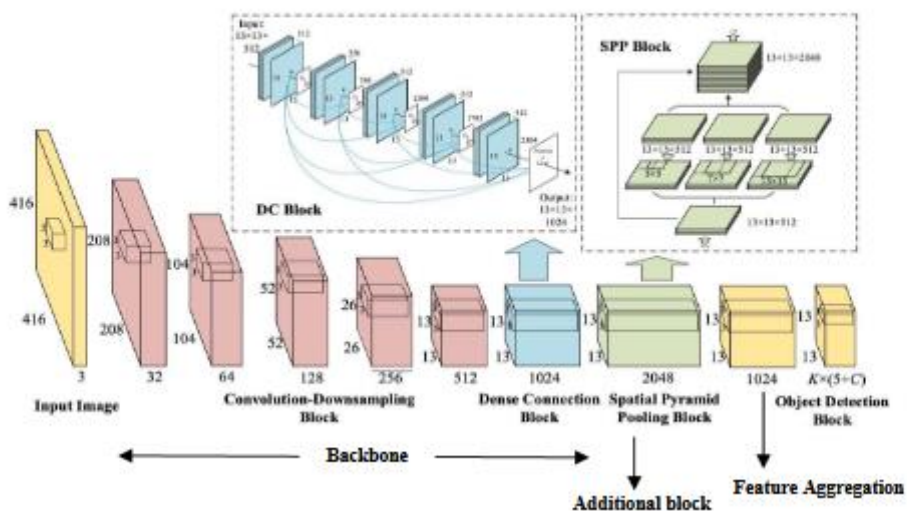 Input:
13×13×
512
512
512
512
512
DC Block
Output:
13×13×
1024
SPP Block
13×13×2048
13×13×512
13×13×512
13×13×512
13×13×512
416
416
3
208
208
32
104
104
64
52
52
128
26
26
256
13
13
512
13
13
1024
13
13
2048
13
13
1024
13
13
K×(5+C)
Input Image
Convolution-Downsampling
Block
Dense Connection
Block
Spatial Pyramid
Pooling Block
Object Detection
Block
Backbone
Additional block
Feature Aggregation